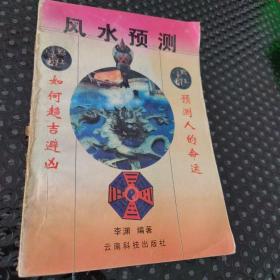 风水预测
如何趋吉避凶
预测人的命运
李渊 编著
云南科技出版社